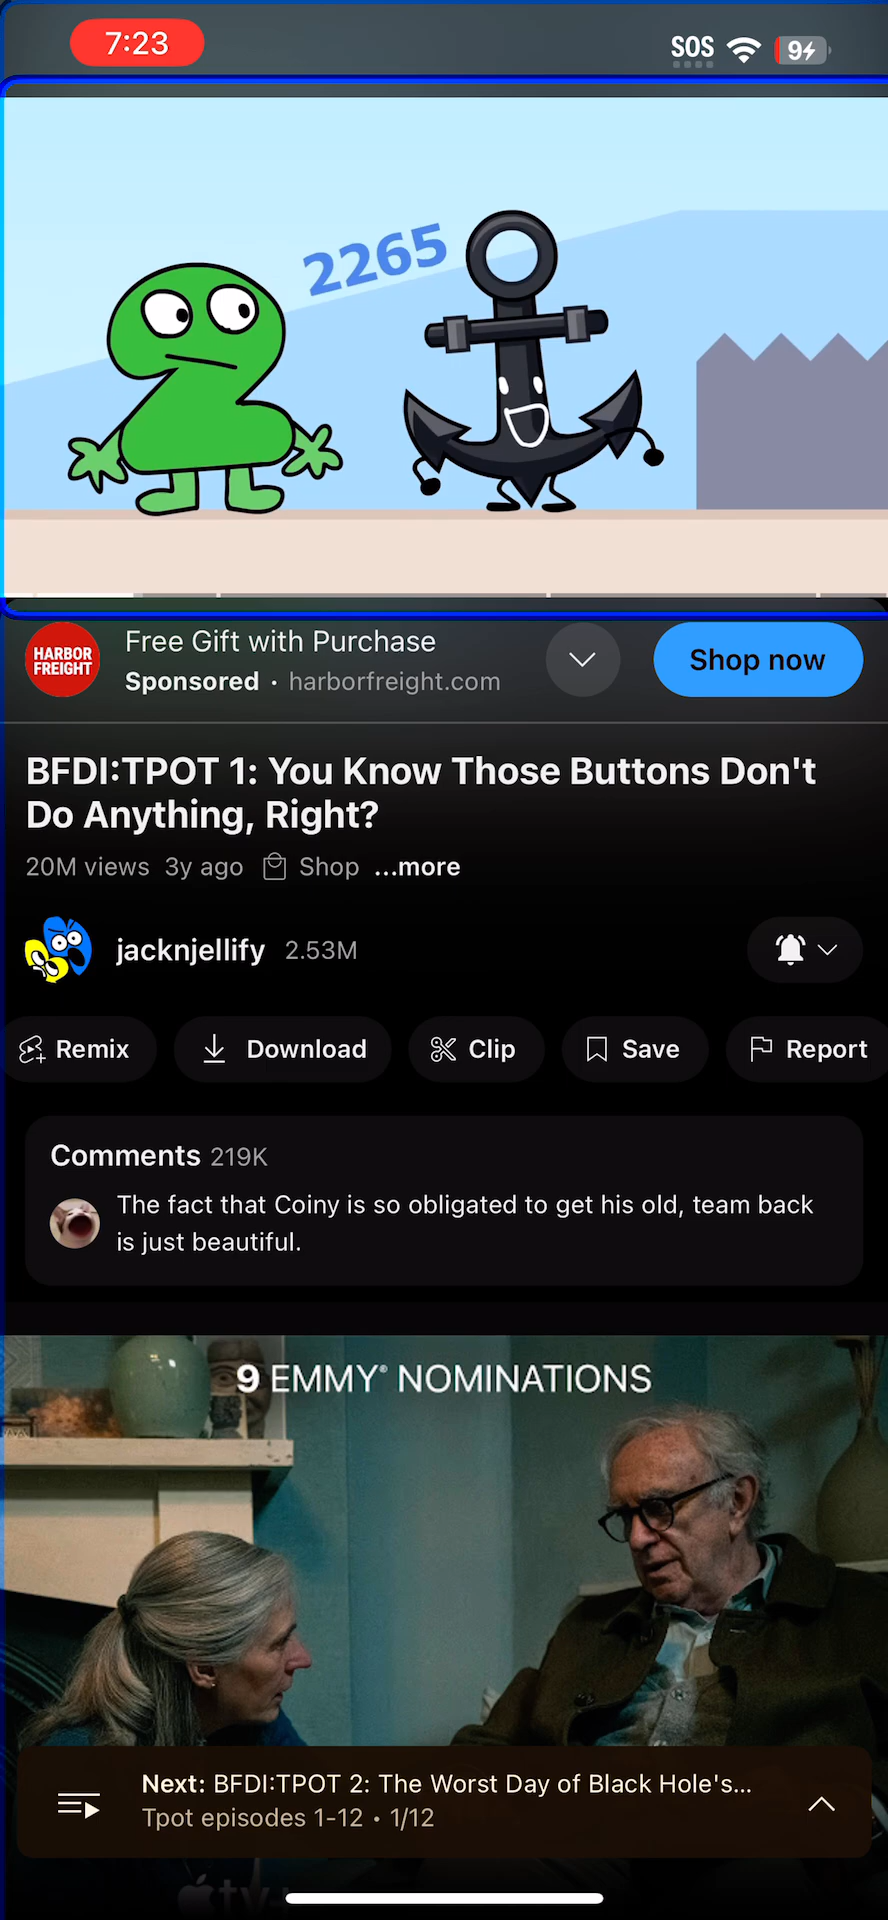 7:23
SOS
9
2265
HARBOR
FREIGHT
Free Gift with Purchase
Sponsored · harborfreight.com
Shop now
BFDI:TPOT 1: You Know Those Buttons Don't
Do Anything, Right?
20M views 3y ago Shop ...more
jacknjellify 2.53M
Remix Download Clip Save Report
Comments 219K
The fact that Coiny is so obligated to get his old, team back
is just beautiful.
9 EMMY® NOMINATIONS
Next: BFDI:TPOT 2: The Worst Day of Black Hole's...
Tpot episodes 1-12 • 1/12
tv